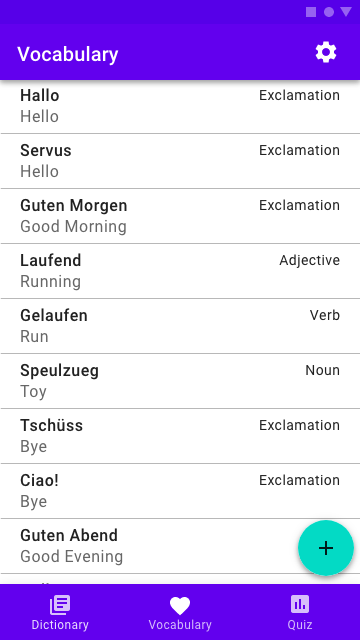 Vocabulary
Hallo Exclamation
Hello
Servus Exclamation
Hello
Guten Morgen Exclamation
Good Morning
Laufend Adjective
Running
Gelaufen Verb
Run
Speulzueg Noun
Toy
Tschüss Exclamation
Bye
Ciao! Exclamation
Bye
Guten Abend
Good Evening
Dictionary Vocabulary Quiz